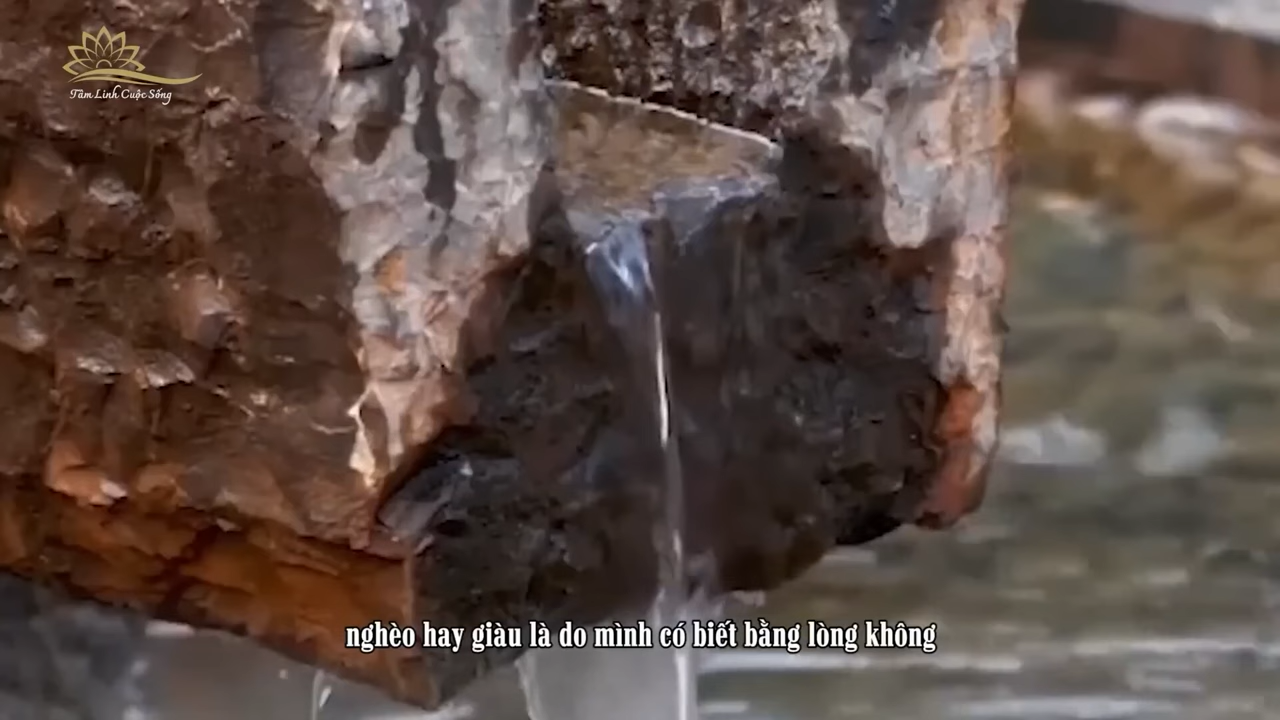 Tâm Linh Cuộc Sống
nghèo hay giàu là do mình có biết bằng lòng không